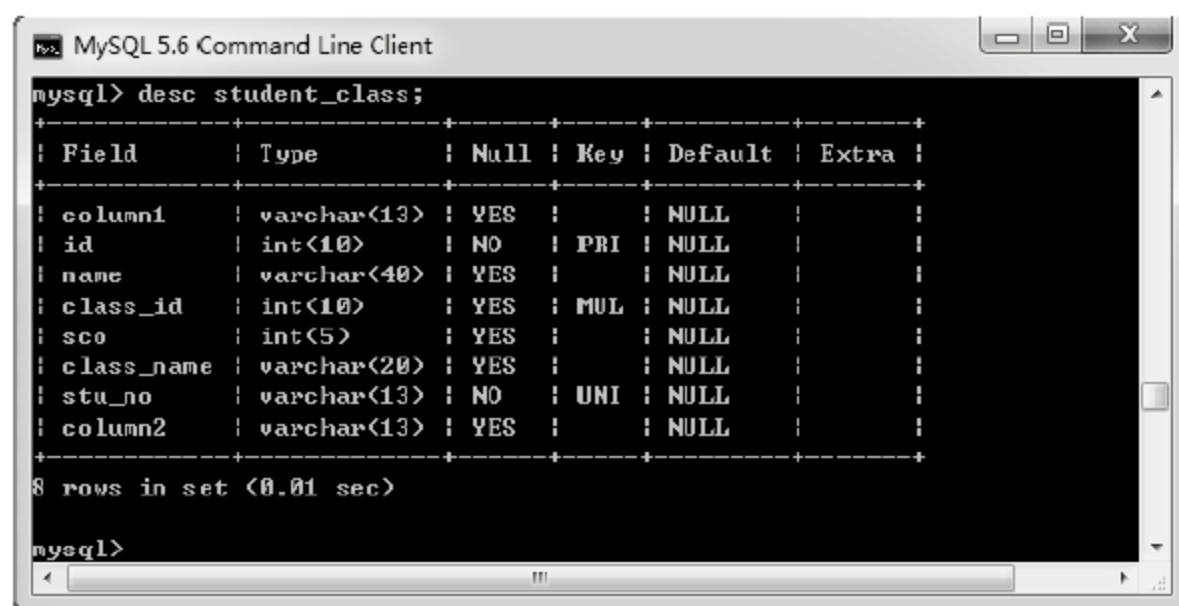 MySQL 5.6 Command Line Client
mysql> desc student_class;
+------------+-------------+------+-----+---------+-------+
| Field      | Type        | Null | Key | Default | Extra |
+------------+-------------+------+-----+---------+-------+
| column1    | varchar(13) | YES  |     | NULL    |       |
| id         | int(10)     | NO   | PRI | NULL    |       |
| name       | varchar(40) | YES  |     | NULL    |       |
| class_id   | int(10)     | YES  | MUL | NULL    |       |
| sco        | int(5)      | YES  |     | NULL    |       |
| class_name | varchar(20) | YES  |     | NULL    |       |
| stu_no     | varchar(13) | NO   | UNI | NULL    |       |
| column2    | varchar(13) | YES  |     | NULL    |       |
+------------+-------------+------+-----+---------+-------+
8 rows in set (0.01 sec)
mysql>